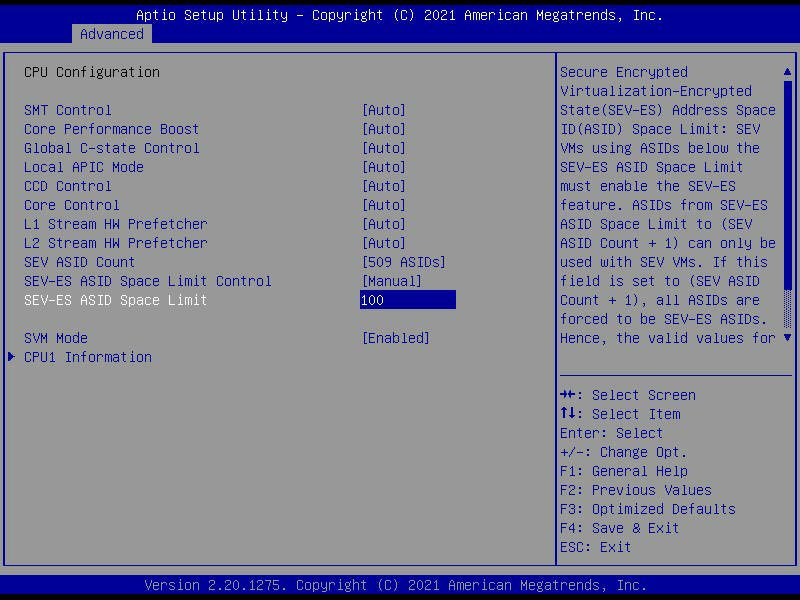 Aptio Setup Utility – Copyright (C) 2021 American Megatrends, Inc.
Advanced
CPU Configuration
SMT Control [Auto]
Core Performance Boost [Auto]
Global C-state Control [Auto]
Local APIC Mode [Auto]
CCD Control [Auto]
Core Control [Auto]
L1 Stream HW Prefetcher [Auto]
L2 Stream HW Prefetcher [Auto]
SEV ASID Count [509 ASIDs]
SEV-ES ASID Space Limit Control [Manual]
SEV-ES ASID Space Limit 100
SVM Mode [Enabled]
CPU1 Information
Secure Encrypted
Virtualization-Encrypted
State(SEV-ES) Address Space
ID(ASID) Space Limit: SEV
VMs using ASIDs below the
SEV-ES ASID Space Limit
must enable the SEV-ES
feature. ASIDs from SEV-ES
ASID Space Limit to (SEV
ASID Count + 1) can only be
used with SEV VMs. If this
field is set to (SEV ASID
Count + 1), all ASIDs are
forced to be SEV-ES ASIDs.
Hence, the valid values for
→←: Select Screen
↑↓: Select Item
Enter: Select
+/-: Change Opt.
F1: General Help
F2: Previous Values
F3: Optimized Defaults
F4: Save & Exit
ESC: Exit
Version 2.20.1275. Copyright (C) 2021 American Megatrends, Inc.